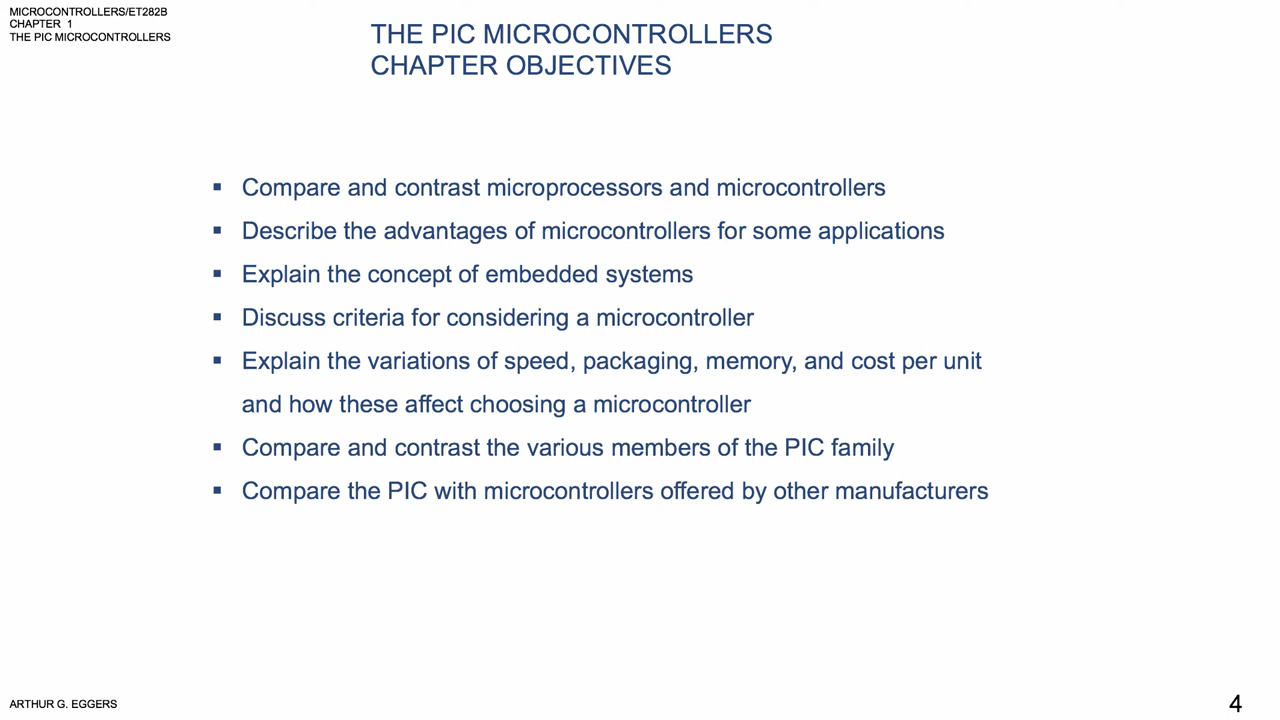 MICROCONTROLLERS/ET282B
CHAPTER 1
THE PIC MICROCONTROLLERS
THE PIC MICROCONTROLLERS
CHAPTER OBJECTIVES
▪ Compare and contrast microprocessors and microcontrollers
▪ Describe the advantages of microcontrollers for some applications
▪ Explain the concept of embedded systems
▪ Discuss criteria for considering a microcontroller
▪ Explain the variations of speed, packaging, memory, and cost per unit
and how these affect choosing a microcontroller
▪ Compare and contrast the various members of the PIC family
▪ Compare the PIC with microcontrollers offered by other manufacturers
ARTHUR G. EGGERS
4